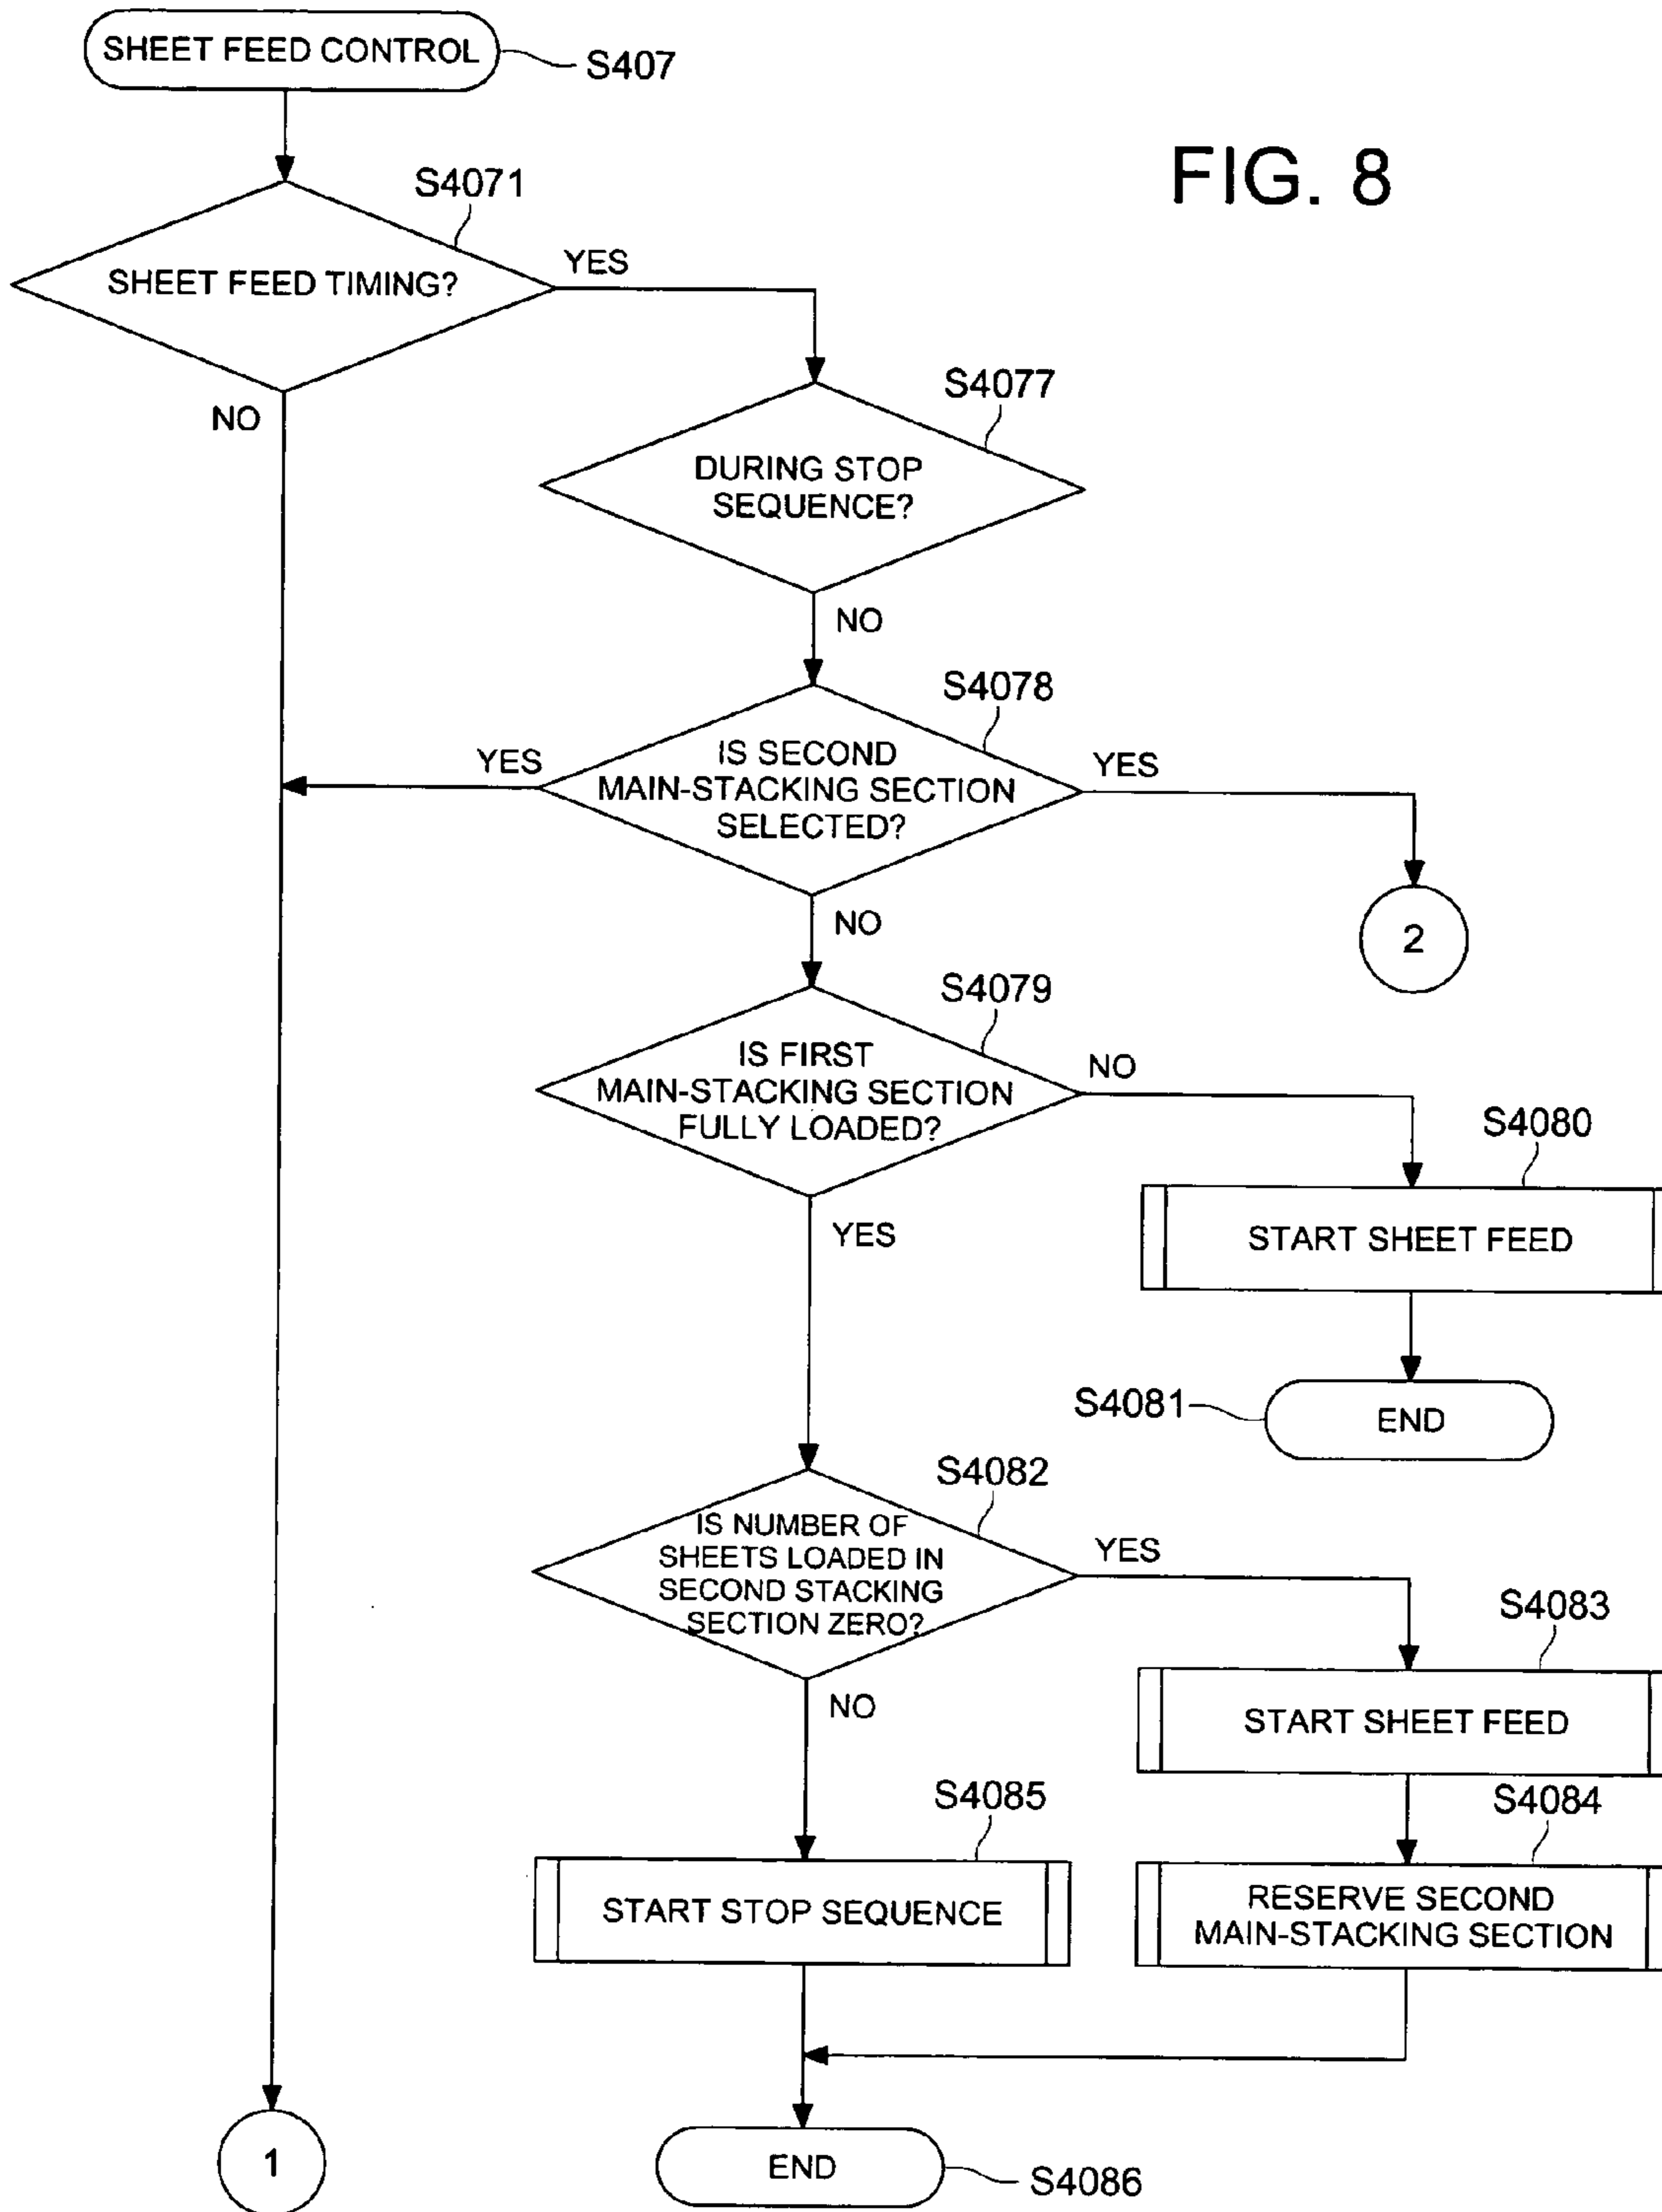 SHEET FEED CONTROL
S407
FIG. 8
S4071
SHEET FEED TIMING?
YES
NO
S4077
DURING STOP
SEQUENCE?
NO
S4078
IS SECOND
MAIN-STACKING SECTION
SELECTED?
YES
YES
NO
2
S4079
IS FIRST
MAIN-STACKING SECTION
FULLY LOADED?
NO
YES
S4080
START SHEET FEED
S4081
END
S4082
IS NUMBER OF
SHEETS LOADED IN
SECOND STACKING
SECTION ZERO?
YES
NO
S4083
START SHEET FEED
S4084
RESERVE SECOND
MAIN-STACKING SECTION
S4085
START STOP SEQUENCE
1
END
S4086